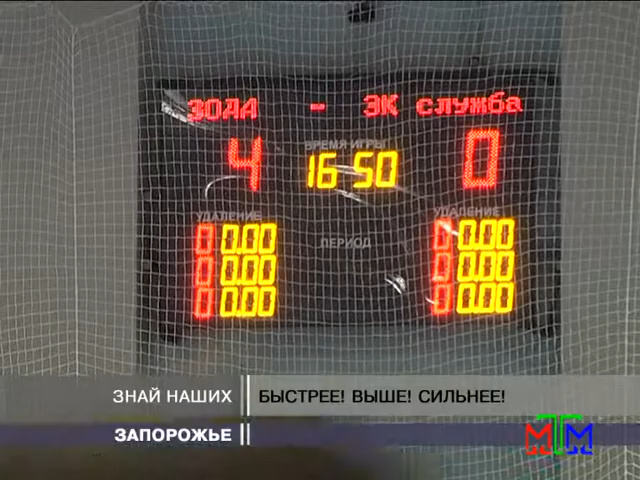 ЗОДА - ЭК служба
4 ВРЕМЯ ИГРЫ 0
16 50
УДАЛЕНИЕ УДАЛЕНИЕ
ПЕРИОД
0 0.00 0 0.00
0 0.00 0 0.00
0 0.00 0 0.00
ЗНАЙ НАШИХ БЫСТРЕЕ! ВЫШЕ! СИЛЬНЕЕ!
ЗАПОРОЖЬЕ МТМ